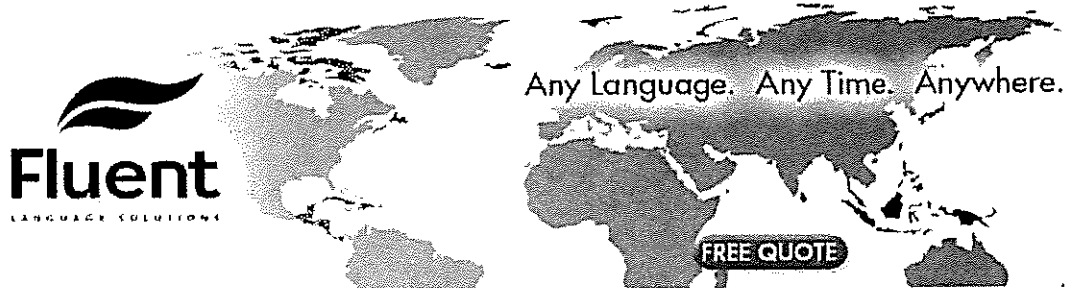 Any Language. Any Time. Anywhere.
Fluent
LANGUAGE SOLUTIONS
FREE QUOTE